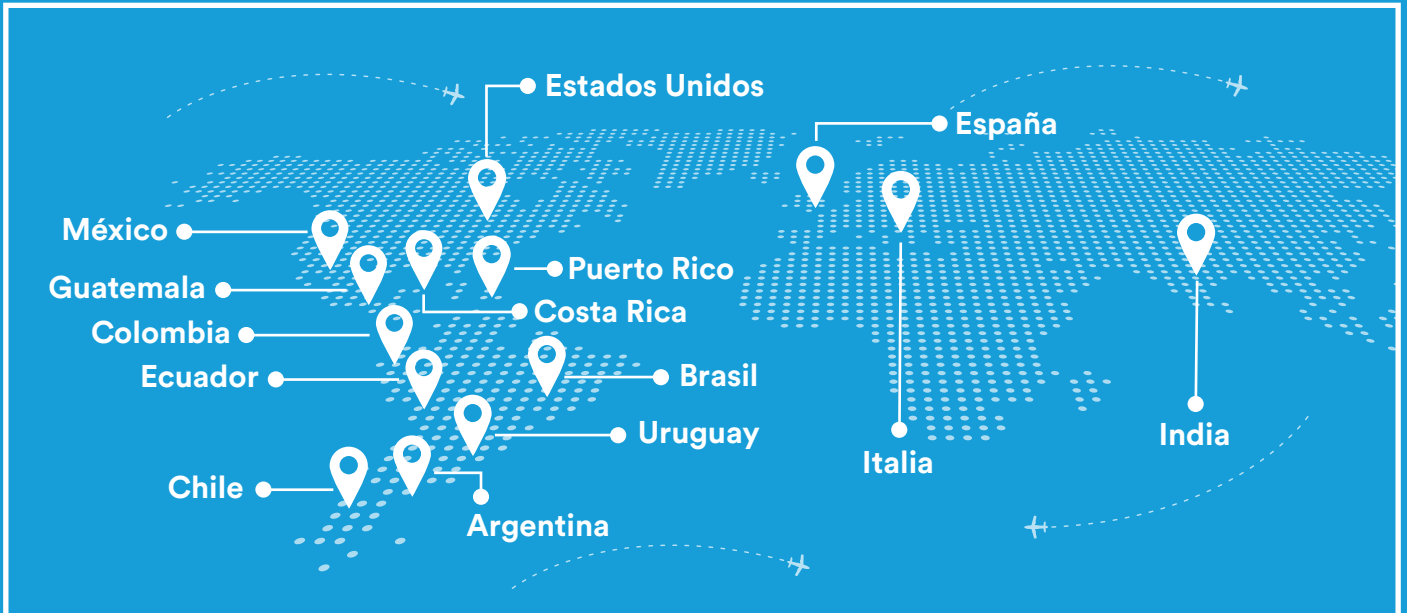 Estados Unidos
España
México
Puerto Rico
Guatemala
Costa Rica
Colombia
Ecuador
Brasil
Uruguay
India
Italia
Chile
Argentina